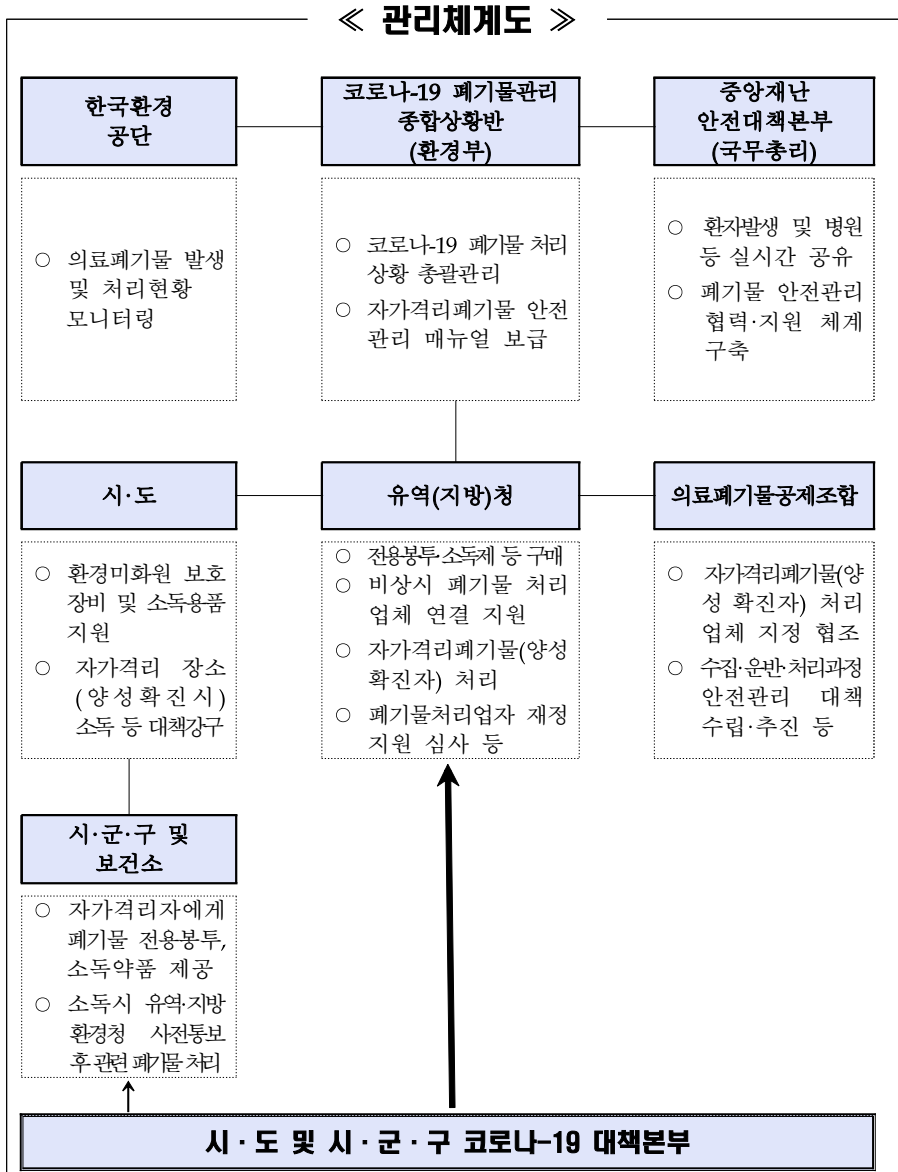 ≪ 관리체계도 ≫
한국환경
공단
코로나-19 폐기물관리
종합상황반
(환경부)
중앙재난
안전대책본부
(국무총리)
○ 의료폐기물 발생
및 처리현황
모니터링
○ 코로나-19 폐기물 처리
상황 총괄관리
○ 자가격리폐기물 안전
관리 매뉴얼 보급
○ 환자발생 및 병원
등 실시간 공유
○ 폐기물 안전관리
협력·지원 체계
구축
시·도
유역(지방)청
의료폐기물공제조합
○ 환경미화원 보호
장비 및 소독용품
지원
○ 자가격리 장소
(양성확진시)
소독 등 대책강구
○ 전용봉투·소독제 등 구매
○ 비상시 폐기물 처리
업체 연결 지원
○ 자가격리폐기물(양성
확진자) 처리
○ 폐기물처리업자 재정
지원 심사 등
○ 자가격리폐기물(양
성 확진자) 처리
업체 지정 협조
○ 수집·운반·처리과정
안전관리 대책
수립·추진 등
시·군·구 및
보건소
○ 자가격리자에게
폐기물 전용봉투,
소독약품 제공
○ 소독시 유역·지방
환경청 사전통보
후 관련 폐기물 처리
시·도 및 시·군·구 코로나-19 대책본부